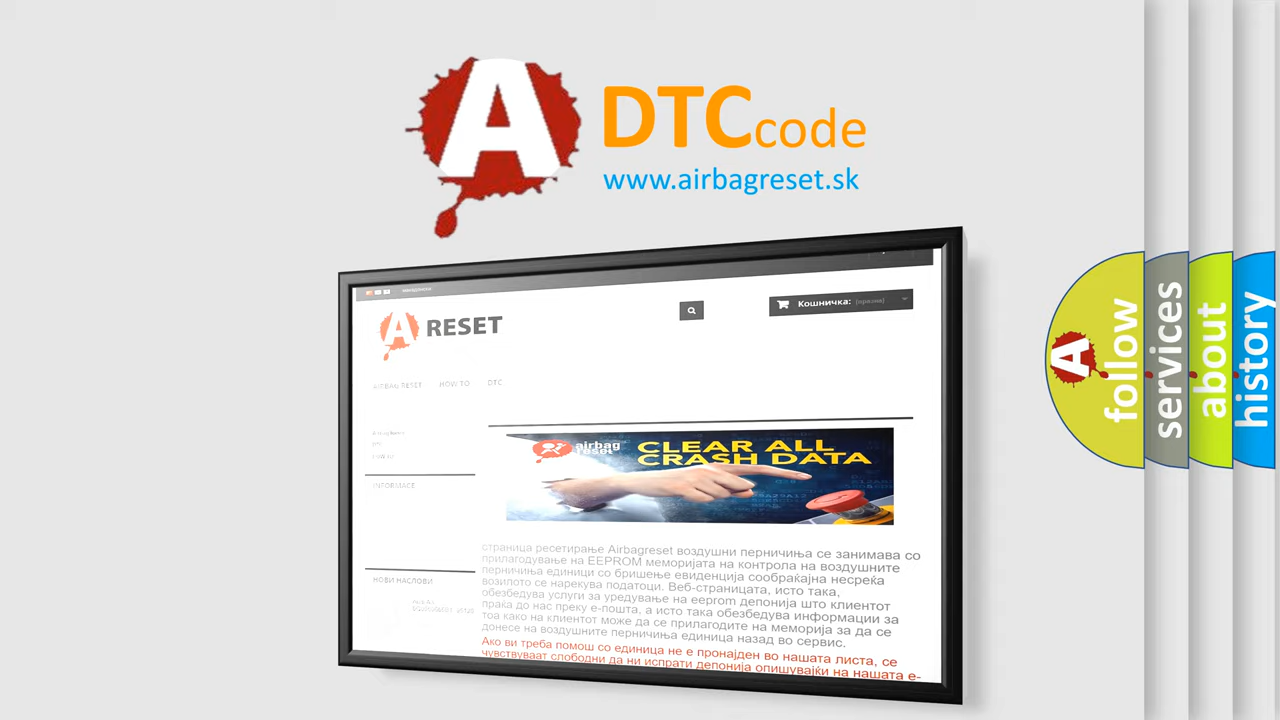 A
DTC code
www.airbagreset.sk
A RESET
Кошничка: (празна)
AIRBAG RESET HOW TO DTC
INFORMACE
НОВИ НАСЛОВИ
airbag
reset
CLEAR ALL
CRASH DATA
страница ресетирање Airbagreset воздушни перничиња се занимава со
прилагодување на EEPROM меморијата на контрола на воздушните
перничиња единици со бришење евиденција сообраќајна несреќа
возилото се нарекува податоци. Веб-страницата, исто така,
обезбедува услуги за уредување на eeprom депонија што клиентот
праќа до нас преку е-пошта, а исто така обезбедува информации за
тоа како на клиентот може да се прилагодите на меморија за да се
донесе на воздушните перничиња единица назад во сервис.
Ако ви треба помош со единица не е пронајден во нашата листа, се
чувствуваат слободни да ни испрати депонија опишувајќи на нашата е-
A
follow
services
about
history